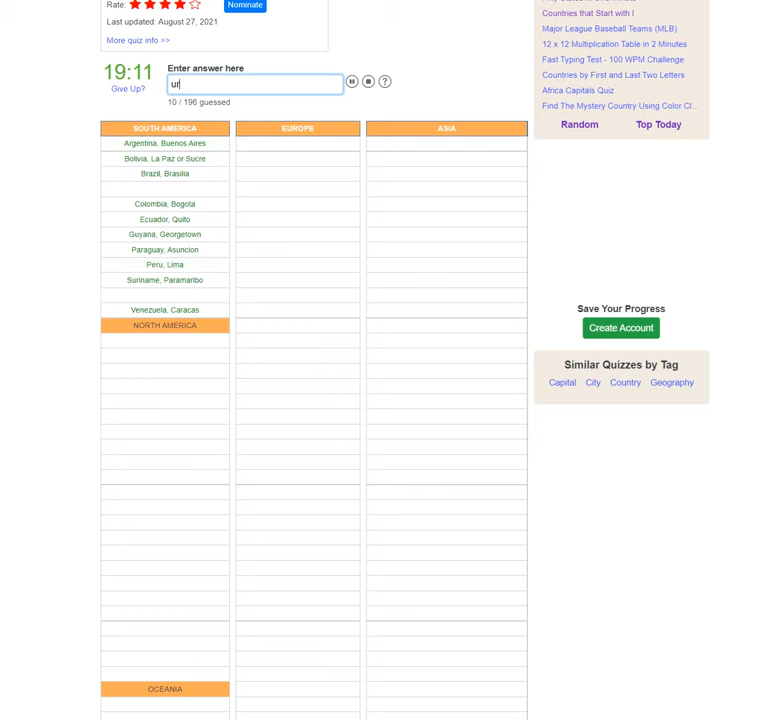 Rate:
Nominate
Last updated: August 27, 2021
More quiz info >>
19:11
Give Up?
Enter answer here
ur
10 / 196 guessed
SOUTH AMERICA
EUROPE
ASIA
Argentina, Buenos Aires
Bolivia, La Paz or Sucre
Brazil, Brasilia
Colombia, Bogota
Ecuador, Quito
Guyana, Georgetown
Paraguay, Asuncion
Peru, Lima
Suriname, Paramaribo
Venezuela, Caracas
NORTH AMERICA
OCEANIA
Countries that Start with I
Major League Baseball Teams (MLB)
12 x 12 Multiplication Table in 2 Minutes
Fast Typing Test - 100 WPM Challenge
Countries by First and Last Two Letters
Africa Capitals Quiz
Find The Mystery Country Using Color Cl...
Random
Top Today
Save Your Progress
Create Account
Similar Quizzes by Tag
Capital
City
Country
Geography